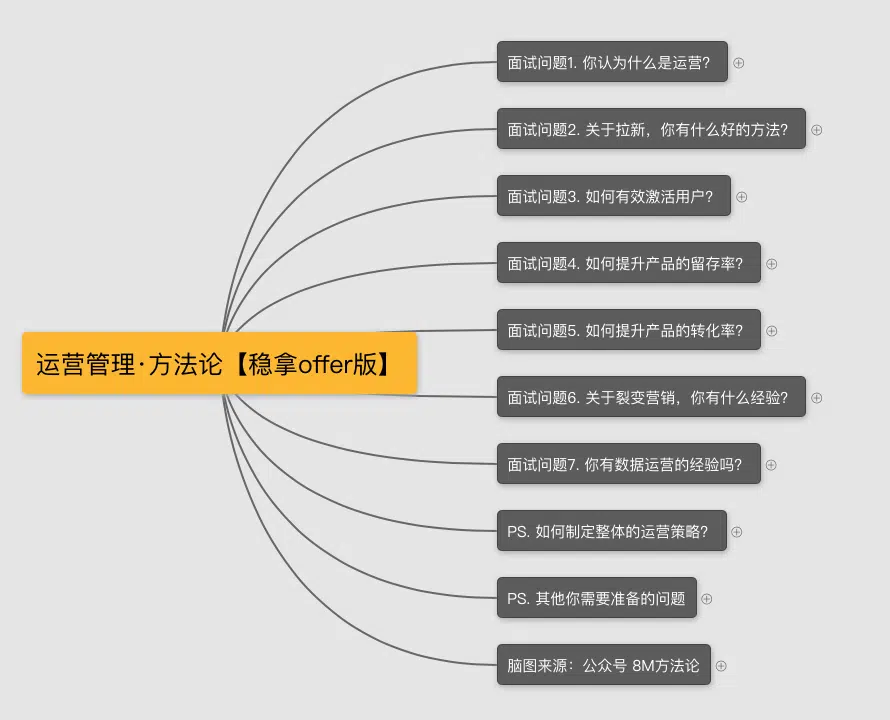 面试问题1. 你认为什么是运营？
面试问题2. 关于拉新，你有什么好的方法？
面试问题3. 如何有效激活用户？
面试问题4. 如何提升产品的留存率？
运营管理·方法论【稳拿offer版】
面试问题5. 如何提升产品的转化率？
面试问题6. 关于裂变营销，你有什么经验？
面试问题7. 你有数据运营的经验吗？
PS. 如何制定整体的运营策略？
PS. 其他你需要准备的问题
脑图来源：公众号 8M方法论